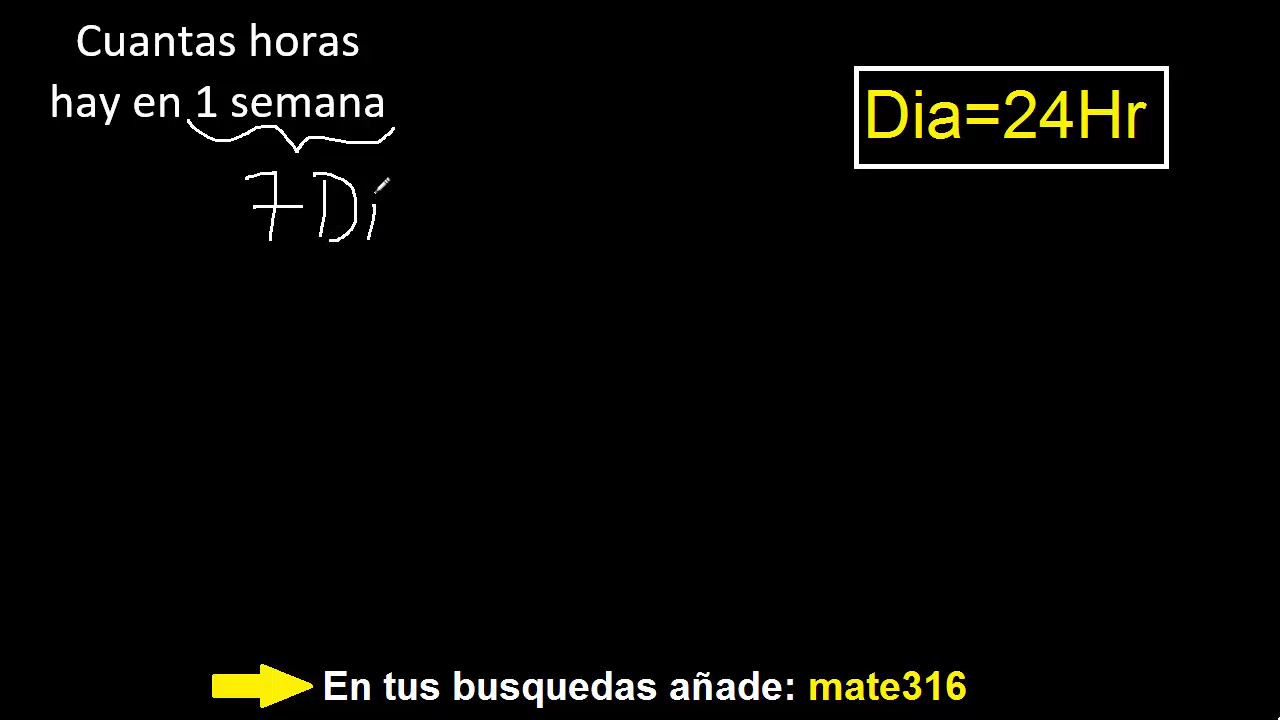 Cuantas horas
hay en 1 semana
Dia=24Hr
7 Di
En tus busquedas añade: mate316